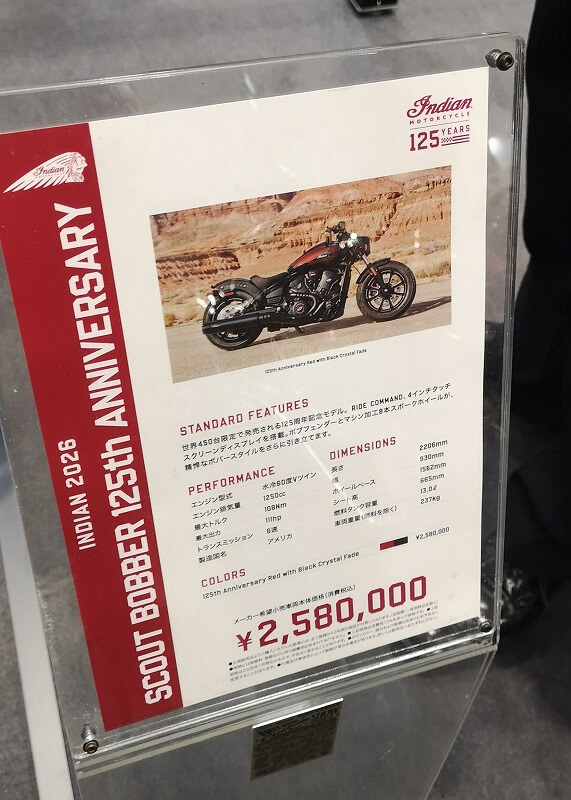 Indian
MOTORCYCLE
125 YEARS
Indian
INDIAN 2026
SCOUT BOBBER 125th ANNIVERSARY
125th Anniversary Red with Black Crystal Fade
STANDARD FEATURES
世界450台限定で発売される125周年記念モデル。RIDE COMMAND、4インチタッチ
スクリーンディスプレイを搭載。ボブフェンダーとマシン加工8本スポークホイールが、
精悍なボバースタイルをさらに引き立てます。
PERFORMANCE
エンジン型式 水冷60度Vツイン
エンジン排気量 1250cc
最大トルク 108Nm
最大出力 111hp
トランスミッション 6速
製造国名 アメリカ
DIMENSIONS
長さ 2206mm
幅 930mm
ホイールベース 1562mm
シート高 665mm
燃料タンク容量 13.0ℓ
車両重量(燃料を除く) 237kg
COLORS
125th Anniversary Red with Black Crystal Fade ¥2,580,000
メーカー希望小売車両本体価格(消費税込)
¥2,580,000